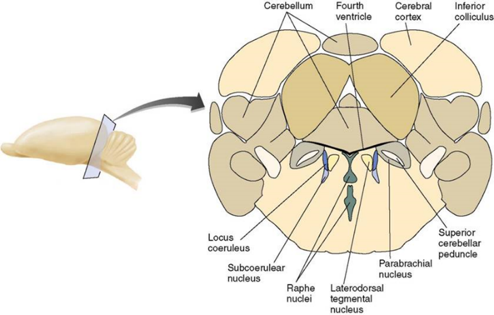 Cerebellum
Fourth
ventricle
Cerebral
cortex
Inferior
colliculus
Locus
coeruleus
Subcoerulear
nucleus
Raphe
nuclei
Laterodorsal
tegmental
nucleus
Parabrachial
nucleus
Superior
cerebellar
peduncle